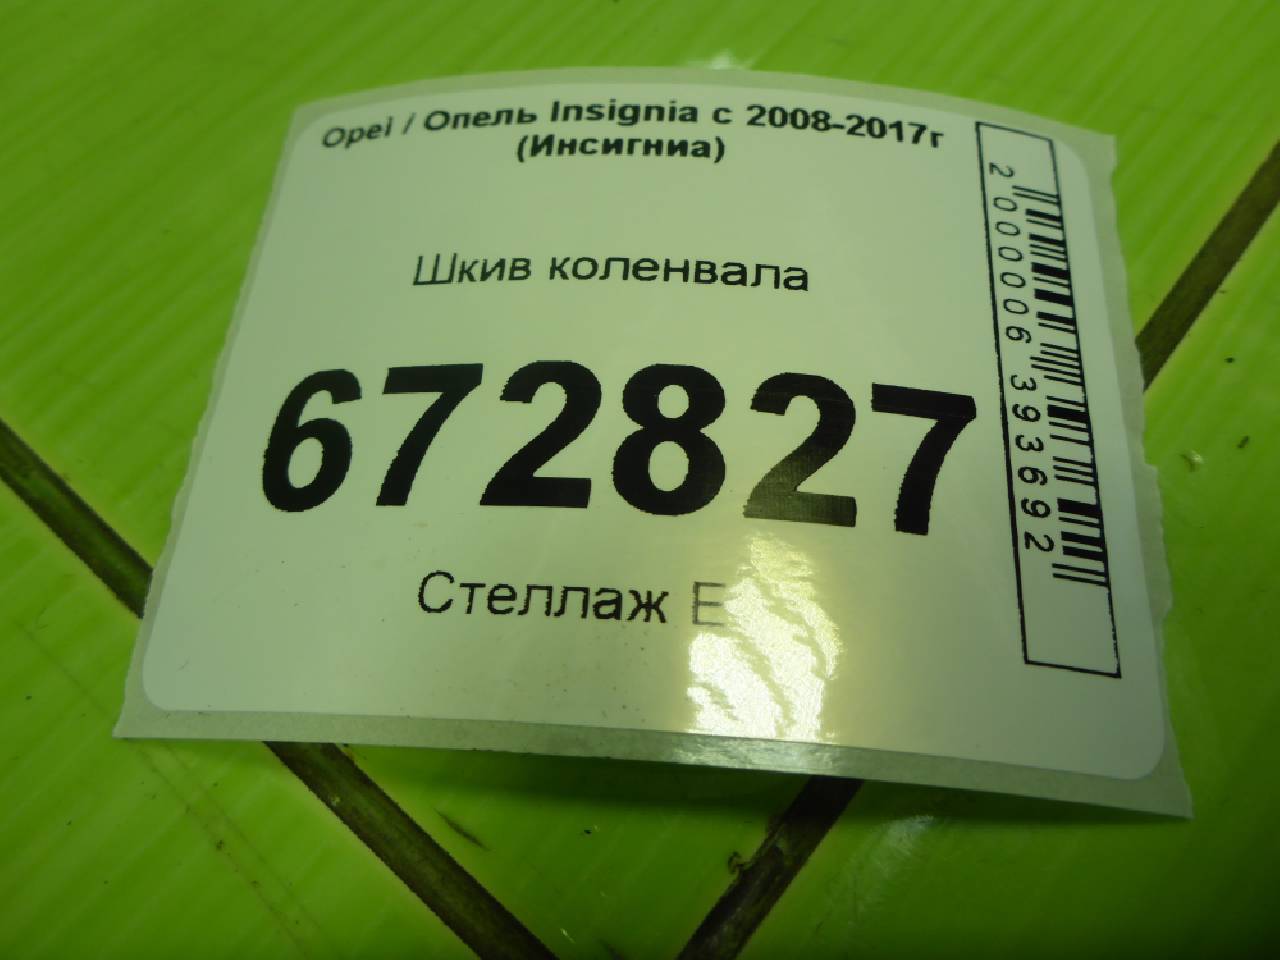 Opel / Опель Insignia с 2008-2017г
(Инсигниа)
Шкив коленвала
672827
Стеллаж Е
2000006393692